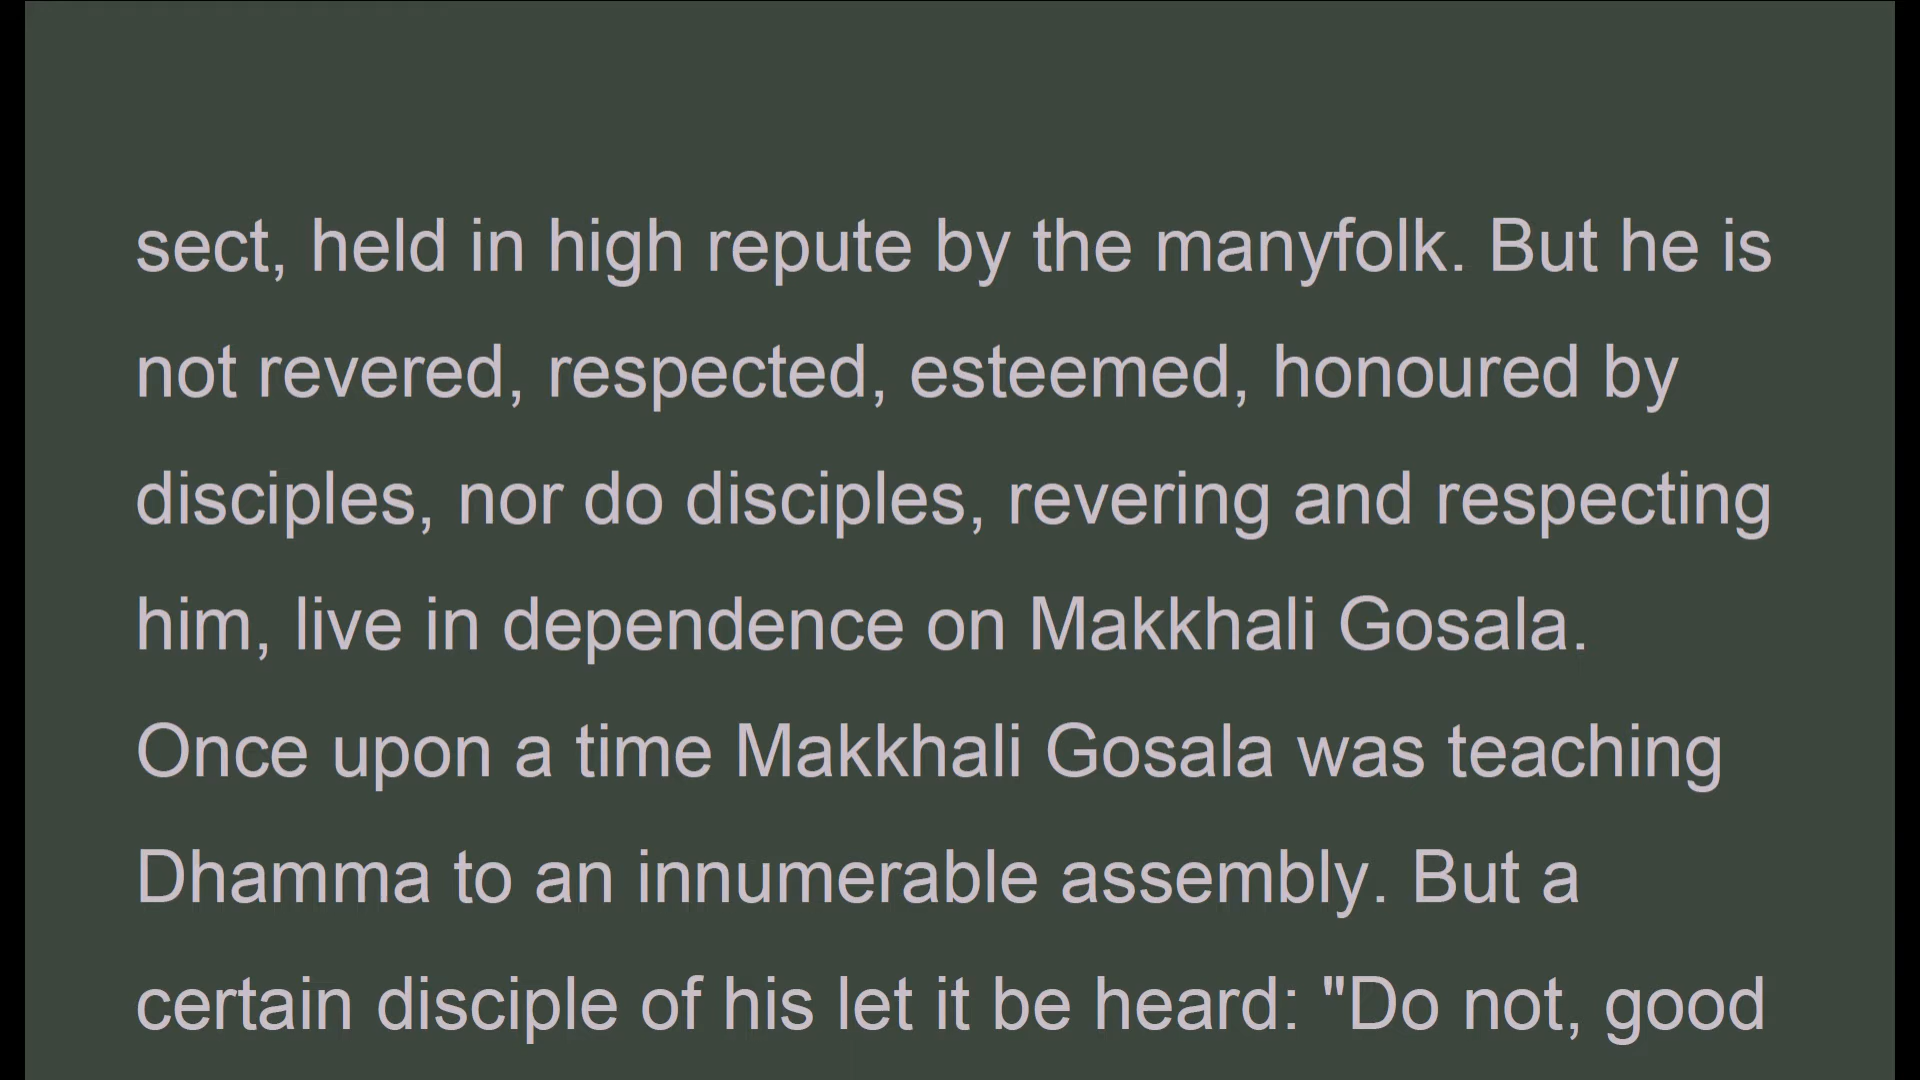 sect, held in high repute by the manyfolk. But he is
not revered, respected, esteemed, honoured by
disciples, nor do disciples, revering and respecting
him, live in dependence on Makkhali Gosala.
Once upon a time Makkhali Gosala was teaching
Dhamma to an innumerable assembly. But a
certain disciple of his let it be heard: "Do not, good